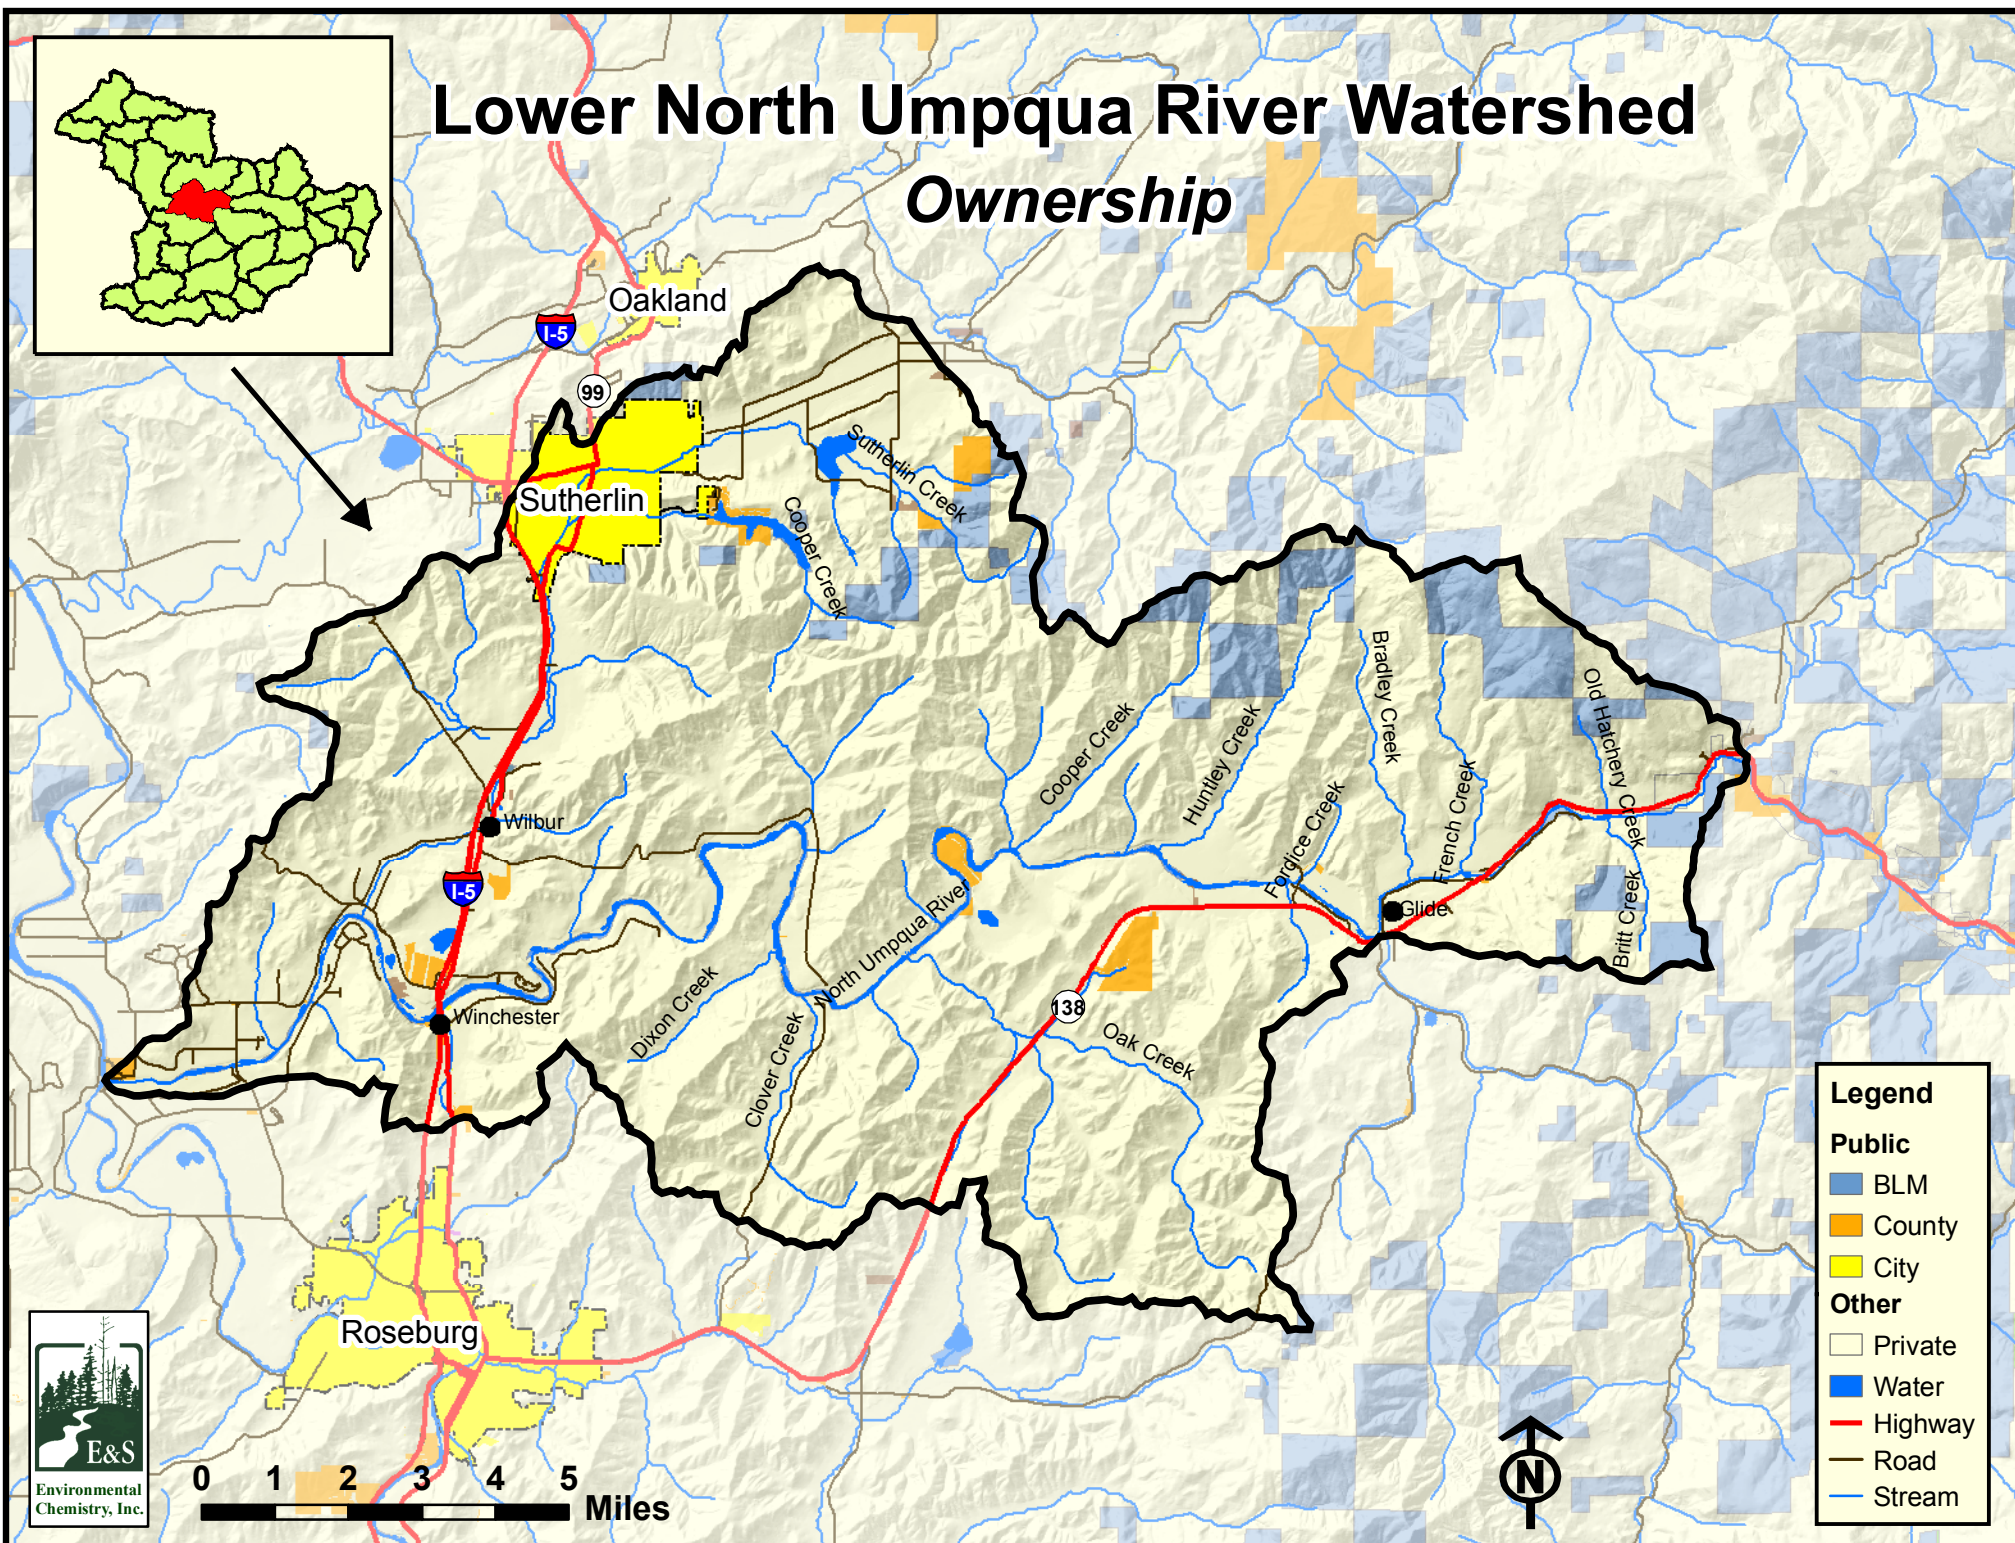 Lower North Umpqua River Watershed
Ownership
Oakland
I-5
99
Sutherlin
Sutherlin Creek
Cooper Creek
Bradley Creek
Old Hatchery Creek
Cooper Creek
Huntley Creek
French Creek
Fordice Creek
Wilbur
I-5
North Umpqua River
Glide
Britt Creek
Winchester
Dixon Creek
Clover Creek
138
Oak Creek
Roseburg
Legend
Public
BLM
County
City
Other
Private
Water
Highway
Road
Stream
E&S
Environmental
Chemistry, Inc.
0 1 2 3 4 5
Miles
N